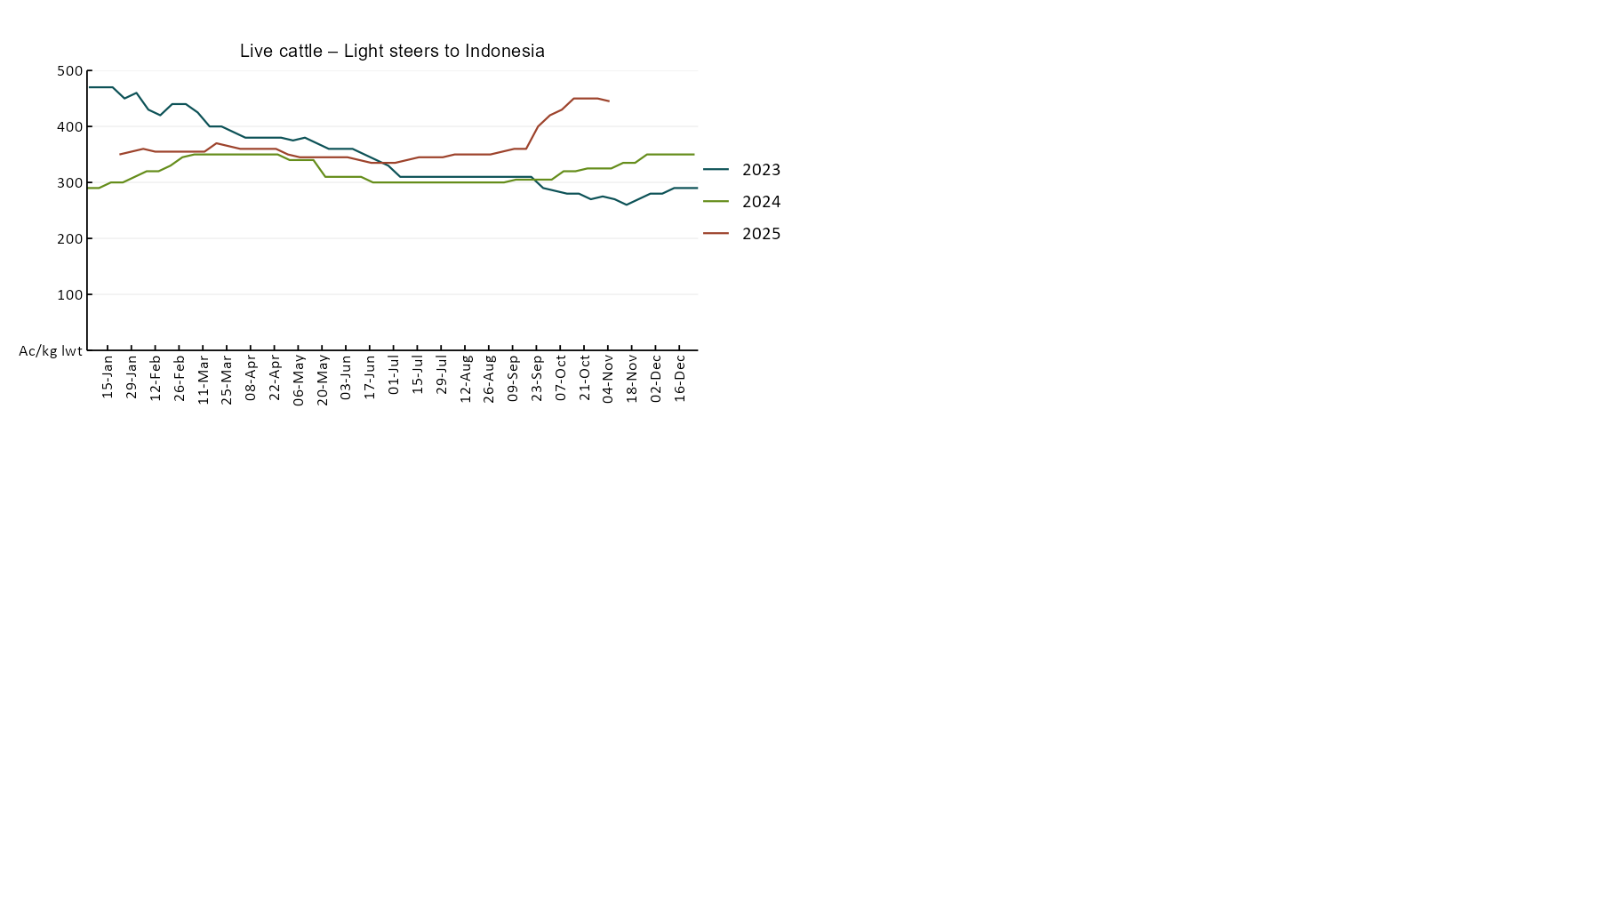 Live cattle – Light steers to Indonesia
500
400
300
200
100
Ac/kg lwt
15-Jan
29-Jan
12-Feb
26-Feb
11-Mar
25-Mar
08-Apr
22-Apr
06-May
20-May
03-Jun
17-Jun
01-Jul
15-Jul
29-Jul
12-Aug
26-Aug
09-Sep
23-Sep
07-Oct
21-Oct
04-Nov
18-Nov
02-Dec
16-Dec
2023
2024
2025